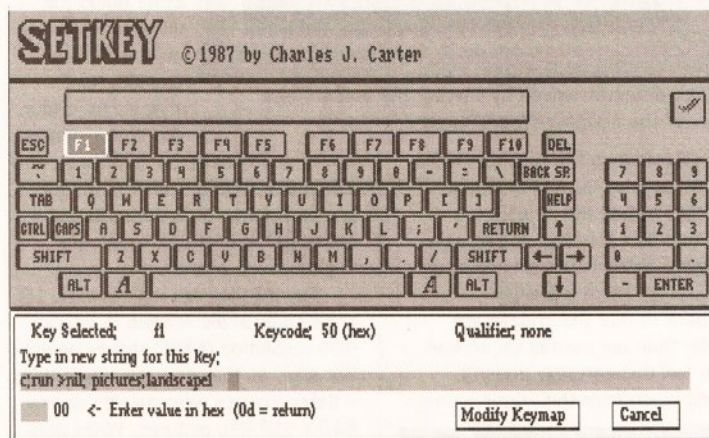 SETKEY ©1987 by Charles J. Carter
ESC F1 F2 F3 F4 F5 F6 F7 F8 F9 F10 DEL
~ 1 2 3 4 5 6 7 8 9 0 - = \ BACK SP. 7 8 9
TAB Q W E R T Y U I O P [ ] HELP 4 5 6
CTRL CAPS A S D F G H J K L ; ' RETURN ↑ 1 2 3
SHIFT Z X C V B N M , . / SHIFT ← → 0 .
ALT A A ALT ↓ - ENTER
Key Selected; f1 Keycode; 50 (hex) Qualifier; none
Type in new string for this key;
c;run >nil; pictures;landscape1
00 <- Enter value in hex (0d = return) Modify Keymap Cancel